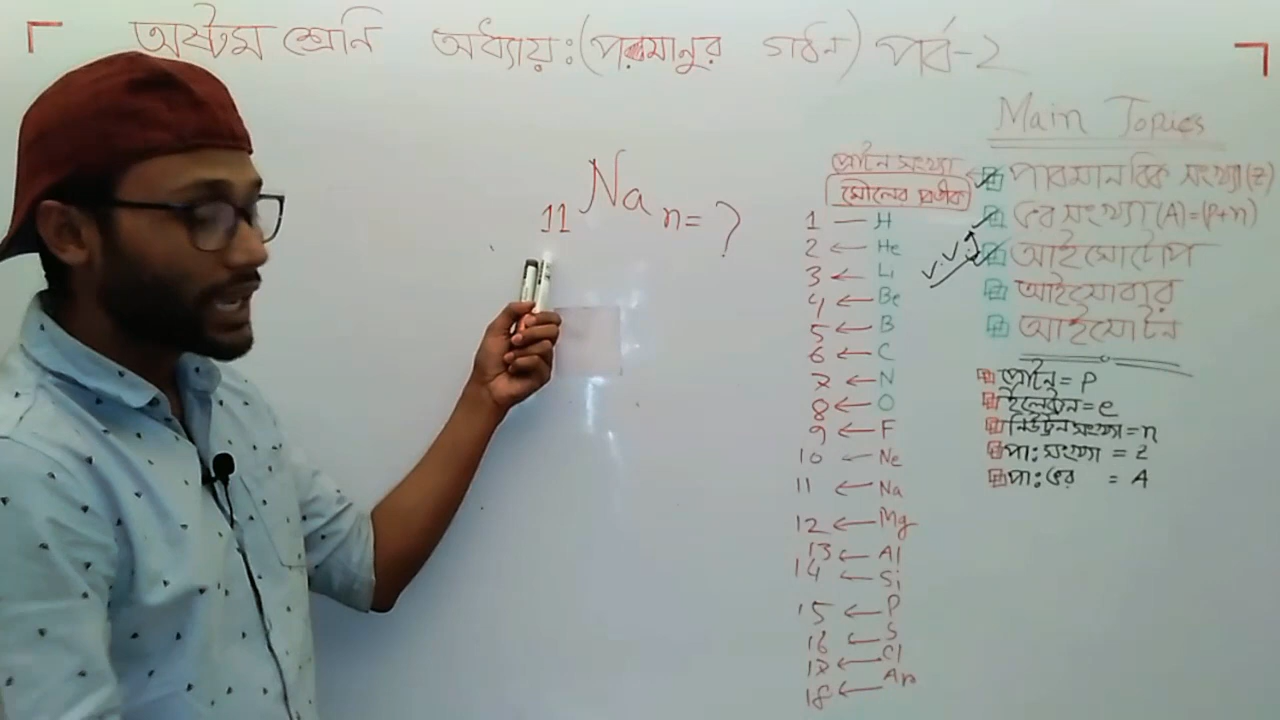 অষ্টম শ্রেনি অধ্যায়:(পরমানুর গঠন) পর্ব-২
11 Na n= ?
প্রোটন সংখ্যা
মৌলের প্রতীক
1 — H
2 ← He
3 ← Li
4 ← Be
5 ← B
6 ← C
7 ← N
8 ← O
9 ← F
10 ← Ne
11 ← Na
12 ← Mg
13 ← Al
14 ← Si
15 ← P
16 ← S
17 ← Cl
18 ← Ar
Main Topics
পারমানবিক সংখ্যা(z)
ভর সংখ্যা(A)=(P+n)
V.V.I
আইসোটোপ
আইসোবার
আইসোটন
প্রোটন = P
ইলেকট্রন = e
নিউট্রন সংখ্যা = n
পা: সংখ্যা = z
পা: ভর = A